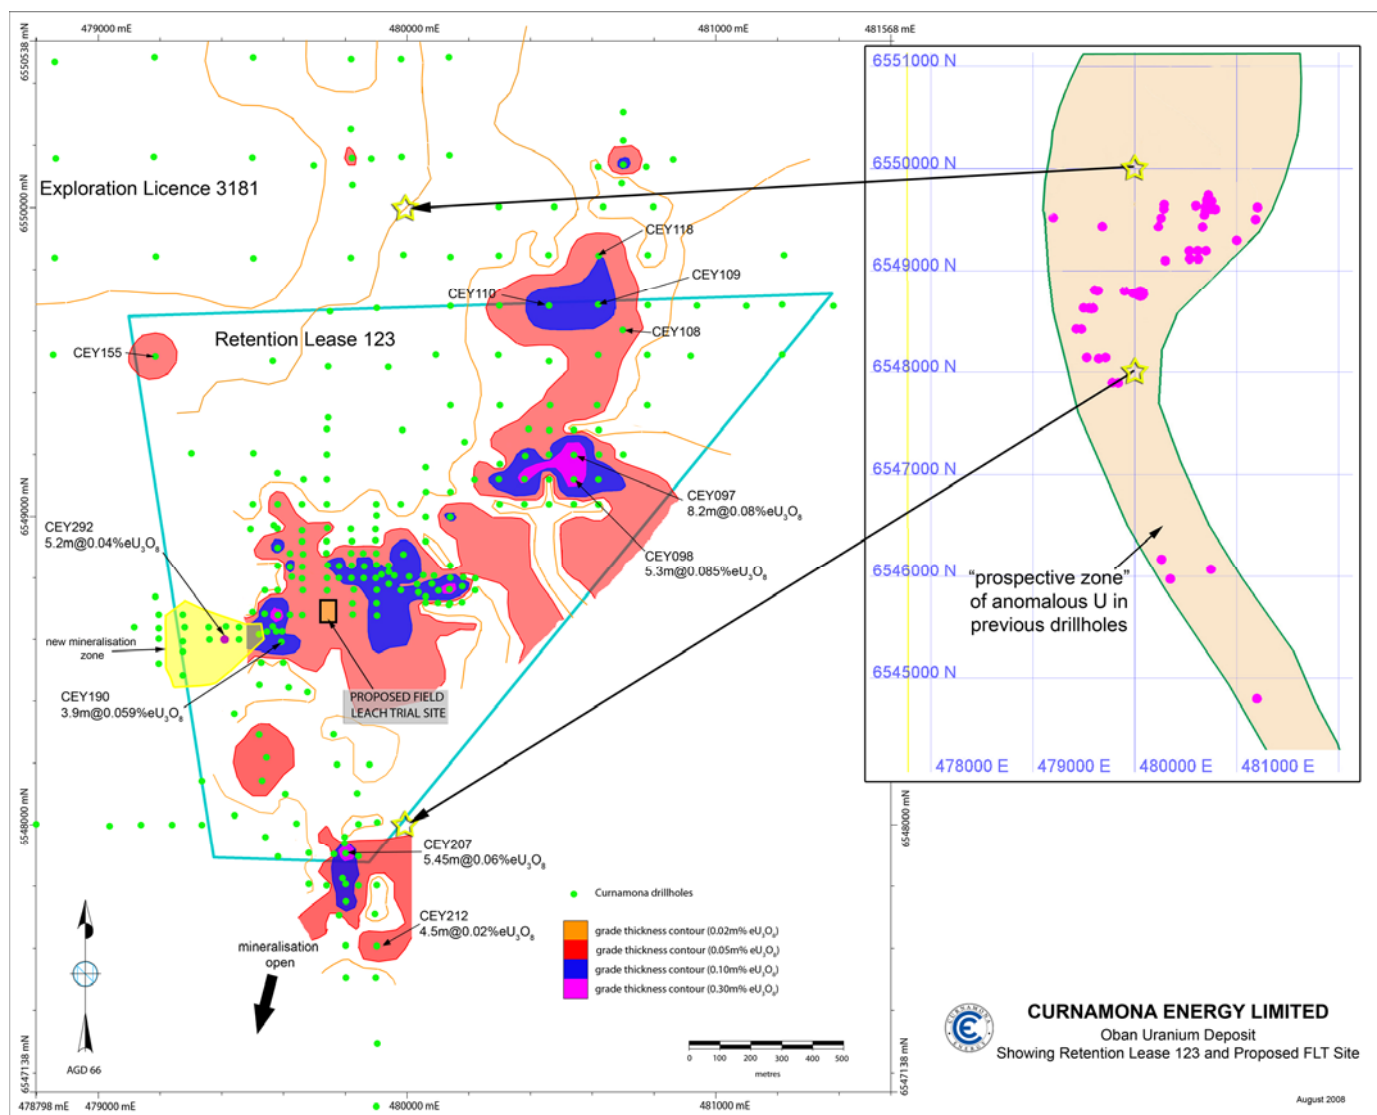 479000 mE
480000 mE
481000 mE
481568 mE
6550538 mN
6550000 mN
6549000 mN
6548000 mN
6547138 mN
Exploration Licence 3181
Retention Lease 123
CEY118
CEY109
CEY110
CEY108
CEY155
CEY097
8.2m@0.08%eU₃O₈
CEY098
5.3m@0.085%eU₃O₈
CEY292
5.2m@0.04%eU₃O₈
new mineralisation
zone
CEY190
3.9m@0.059%eU₃O₈
PROPOSED FIELD
LEACH TRIAL SITE
CEY207
5.45m@0.06%eU₃O₈
CEY212
4.5m@0.02%eU₃O₈
mineralisation
open
AGD 66
Curnamona drillholes
grade thickness contour (0.02m% eU₃O₈)
grade thickness contour (0.05m% eU₃O₈)
grade thickness contour (0.10m% eU₃O₈)
grade thickness contour (0.30m% eU₃O₈)
0 100 200 300 400 500
metres
6551000 N
6550000 N
6549000 N
6548000 N
6547000 N
6546000 N
6545000 N
478000 E
479000 E
480000 E
481000 E
"prospective zone"
of anomalous U in
previous drillholes
6548000 mN
6547138 mN
478798 mE
479000 mE
480000 mE
481000 mE
CURNAMONA
ENERGY
CURNAMONA ENERGY LIMITED
Oban Uranium Deposit
Showing Retention Lease 123 and Proposed FLT Site
August 2008